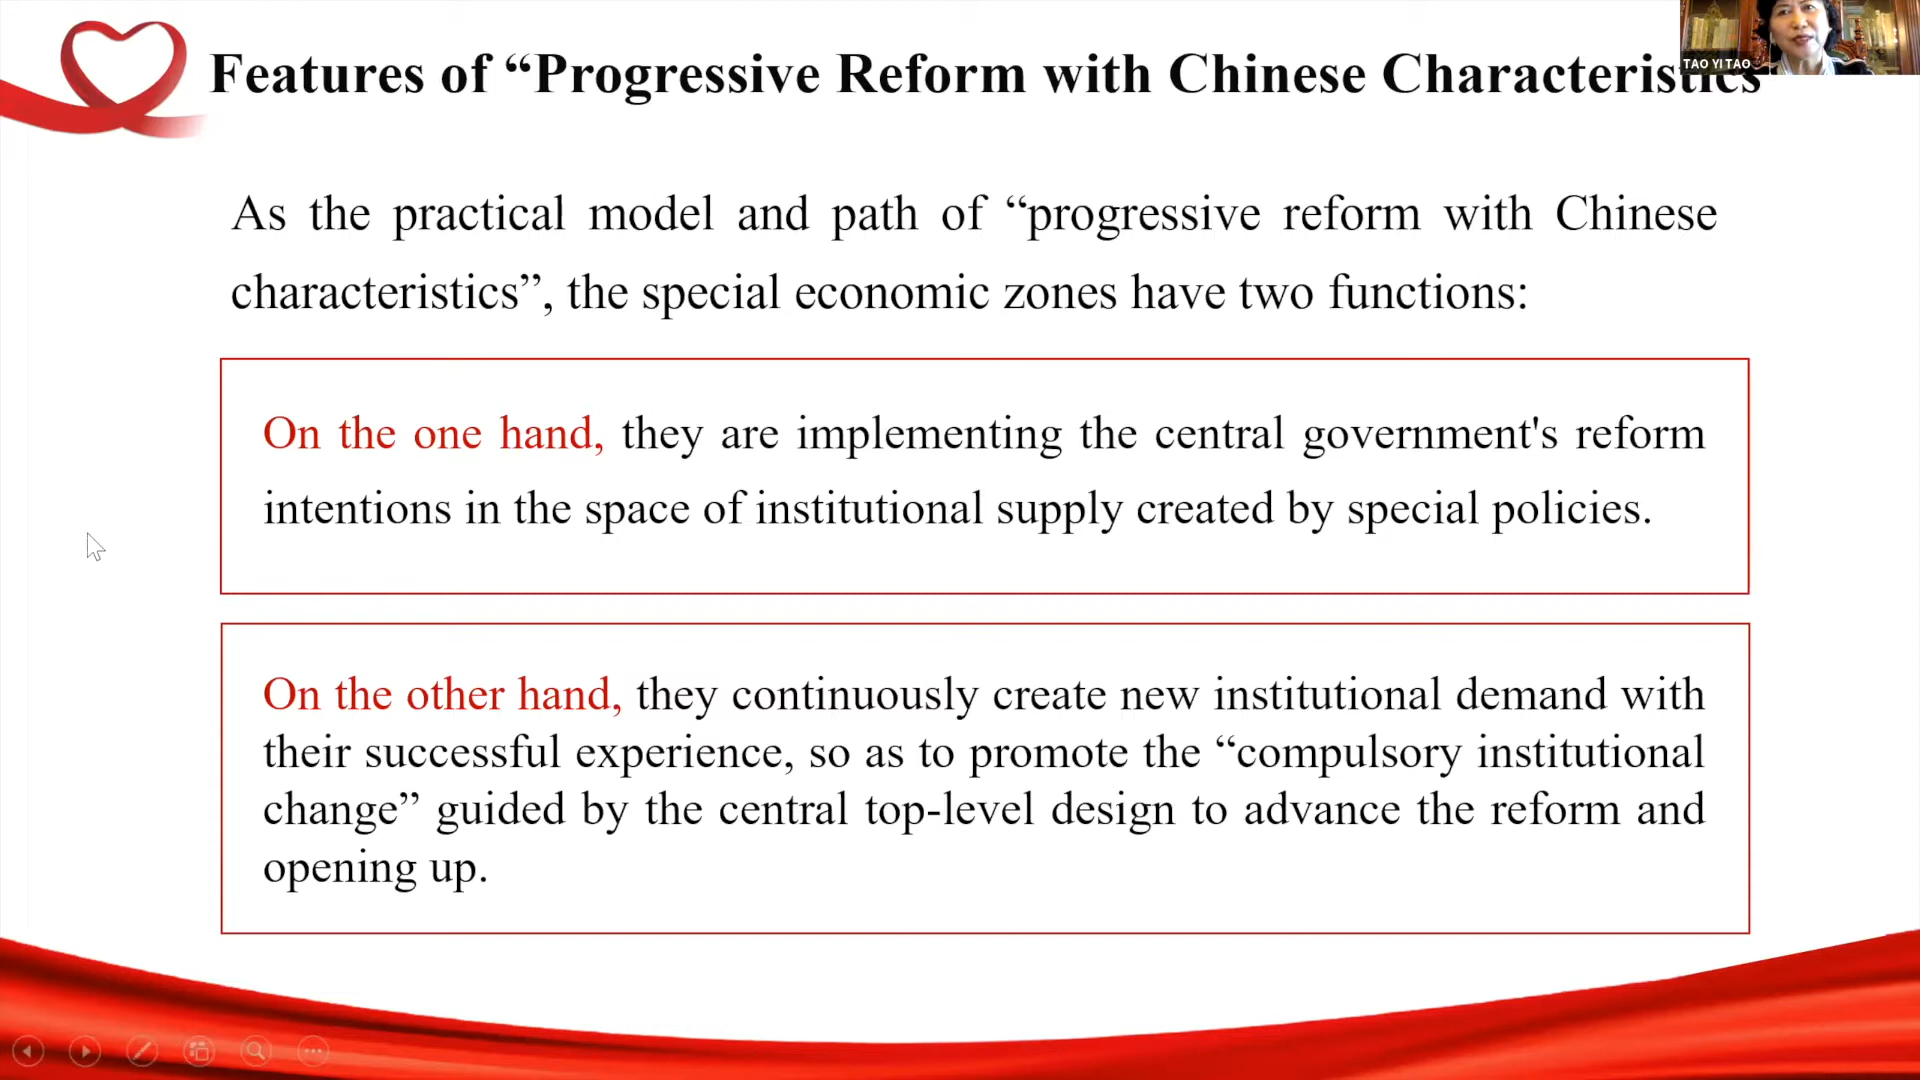 Features of “Progressive Reform with Chinese Characteristics
TAO YI TAO
As the practical model and path of “progressive reform with Chinese
characteristics”, the special economic zones have two functions:
On the one hand, they are implementing the central government's reform
intentions in the space of institutional supply created by special policies.
On the other hand, they continuously create new institutional demand with
their successful experience, so as to promote the “compulsory institutional
change” guided by the central top-level design to advance the reform and
opening up.